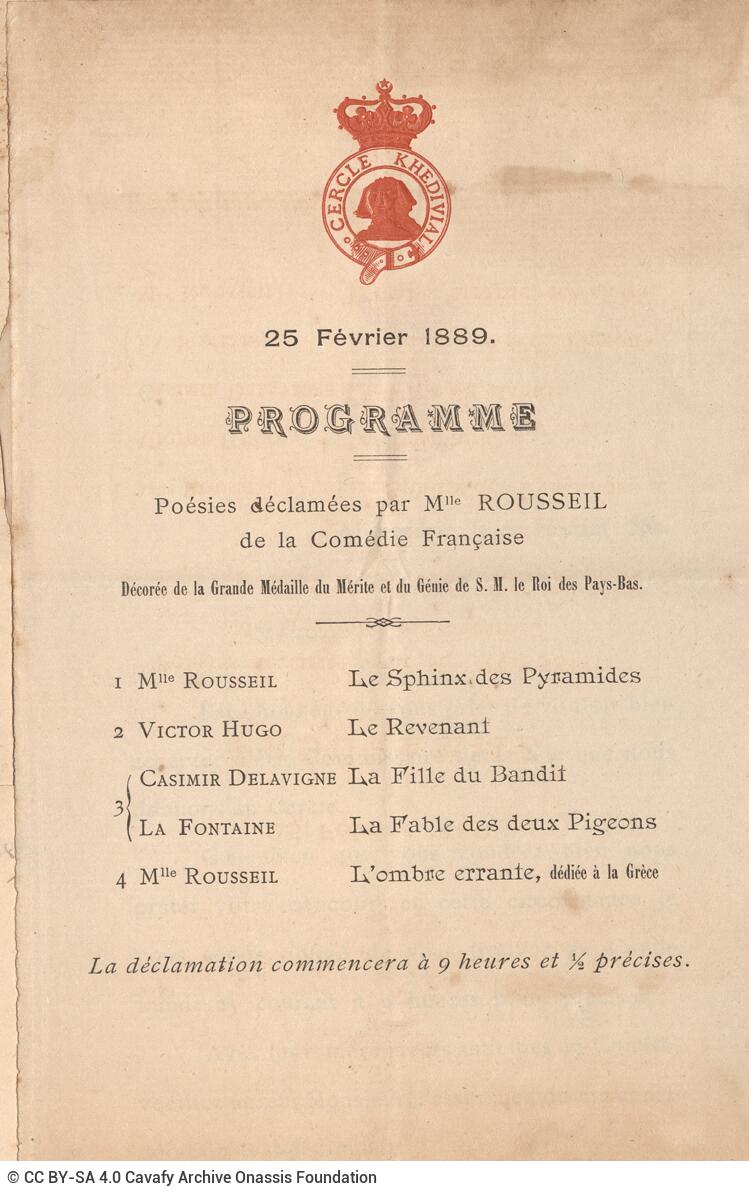 CERCLE KHEDIVIAL
25 Février 1889.
PROGRAMME
Poésies déclamées par Mlle ROUSSEIL
de la Comédie Française
Décorée de la Grande Médaille du Mérite et du Génie de S. M. le Roi des Pays-Bas.
1 Mlle ROUSSEIL Le Sphinx des Pyramides
2 VICTOR HUGO Le Revenant
3 { CASIMIR DELAVIGNE La Fille du Bandit
LA FONTAINE La Fable des deux Pigeons
4 Mlle ROUSSEIL L'ombre errante, dédiée à la Grèce
La déclamation commencera à 9 heures et ½ précises.
© CC BY-SA 4.0 Cavafy Archive Onassis Foundation